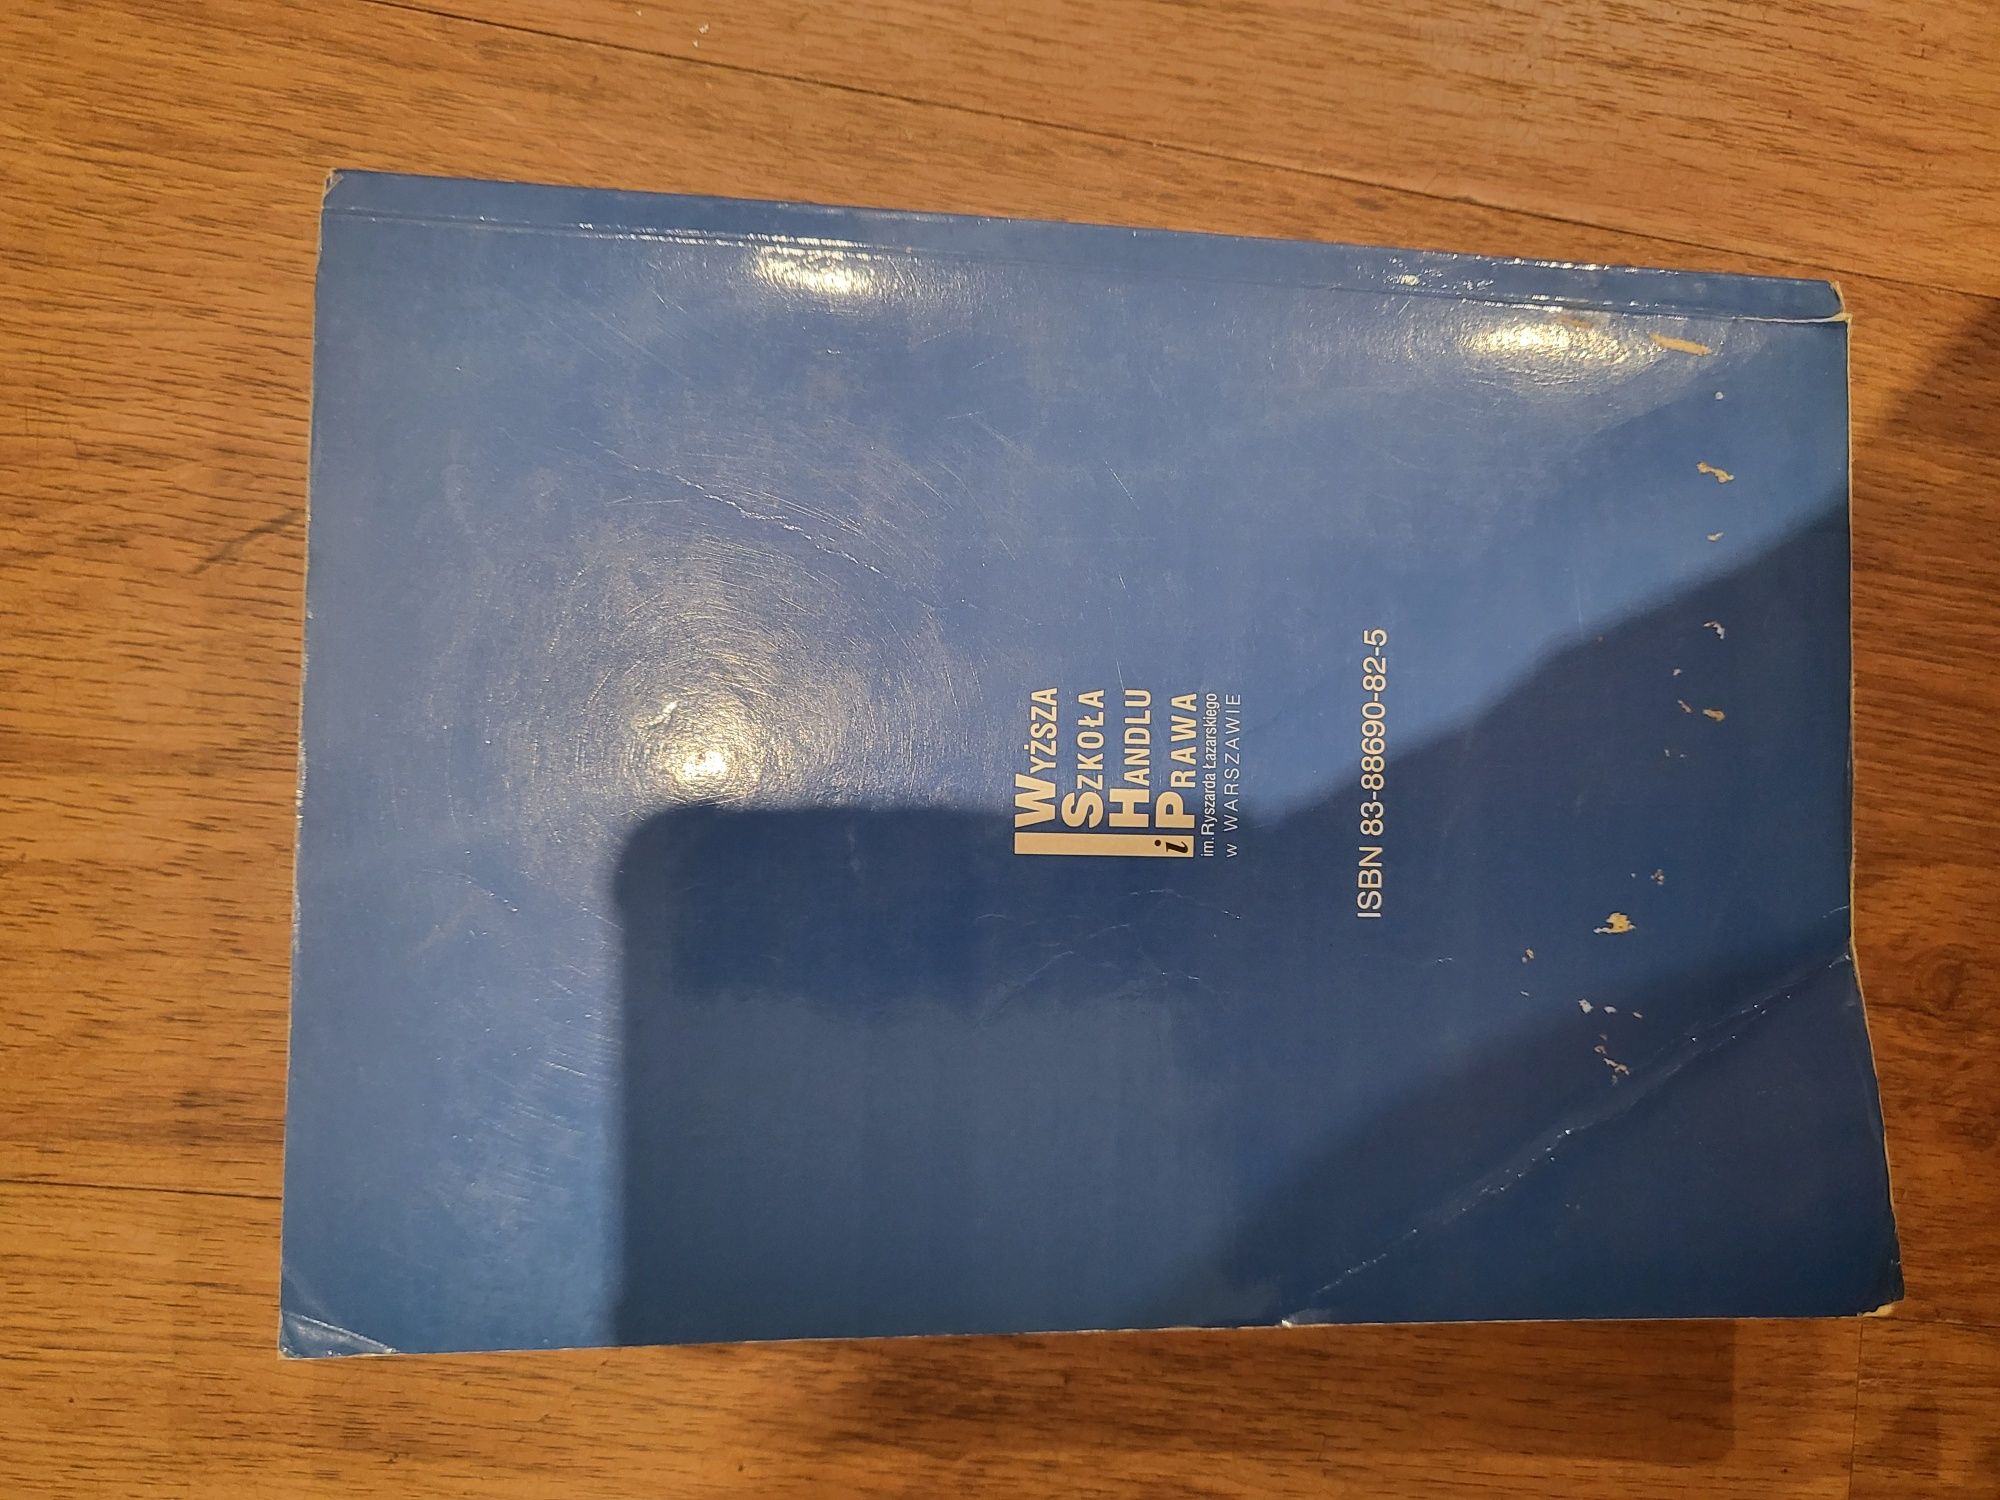 WYŻSZA
SZKOŁA
HANDLU
i PRAWA
im. Ryszarda Łazarskiego
w WARSZAWIE
ISBN 83-88690-82-5